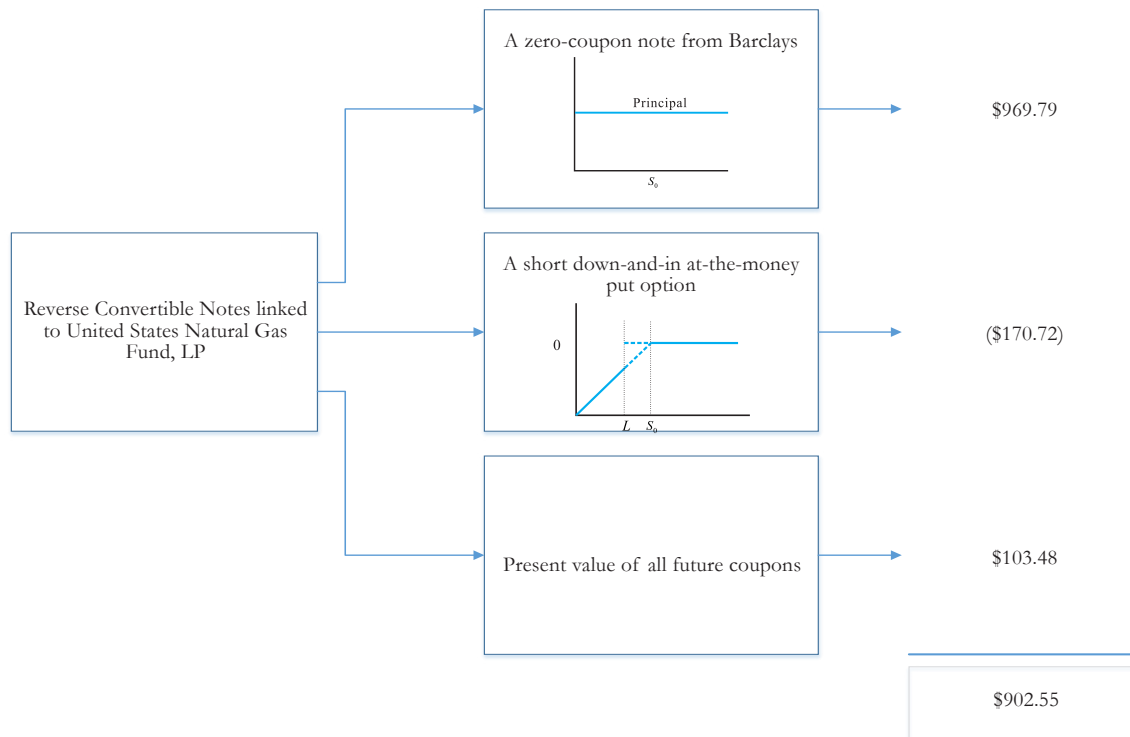 A zero-coupon note from Barclays
Principal
S₀
$969.79
Reverse Convertible Notes linked
to United States Natural Gas
Fund, LP
A short down-and-in at-the-money
put option
0
L S₀
($170.72)
Present value of all future coupons
$103.48
$902.55